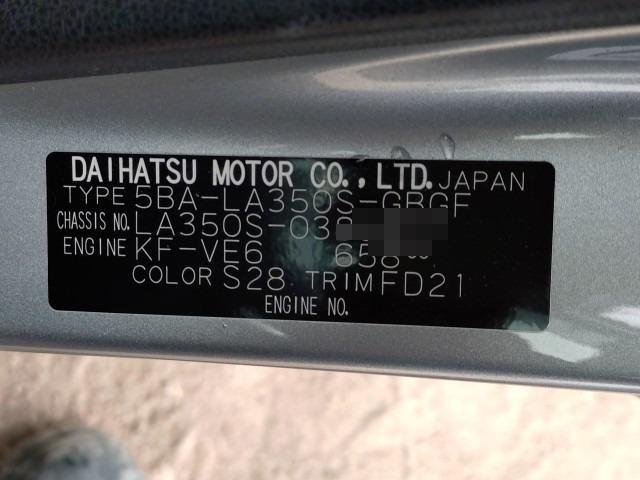 DAIHATSU MOTOR CO., LTD. JAPAN
TYPE 5BA-LA350S-GBGF
CHASSIS NO. LA350S-03
ENGINE KF-VE6 658 cc
COLOR S28 TRIM FD21
ENGINE NO.